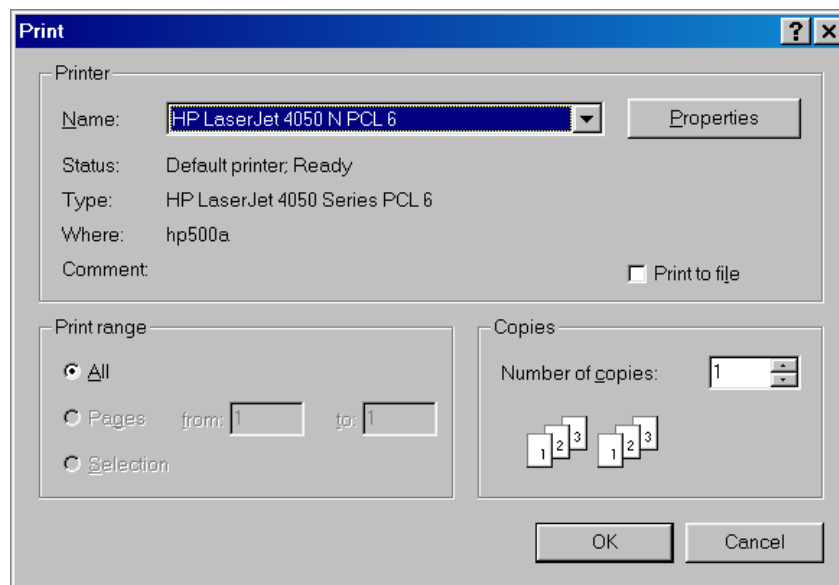 Print
Printer
Name: HP LaserJet 4050 N PCL 6 Properties
Status: Default printer; Ready
Type: HP LaserJet 4050 Series PCL 6
Where: hp500a
Comment:
Print to file
Print range
All
Pages from: 1 to: 1
Selection
Copies
Number of copies: 1
1 2 3 1 2 3
OK Cancel